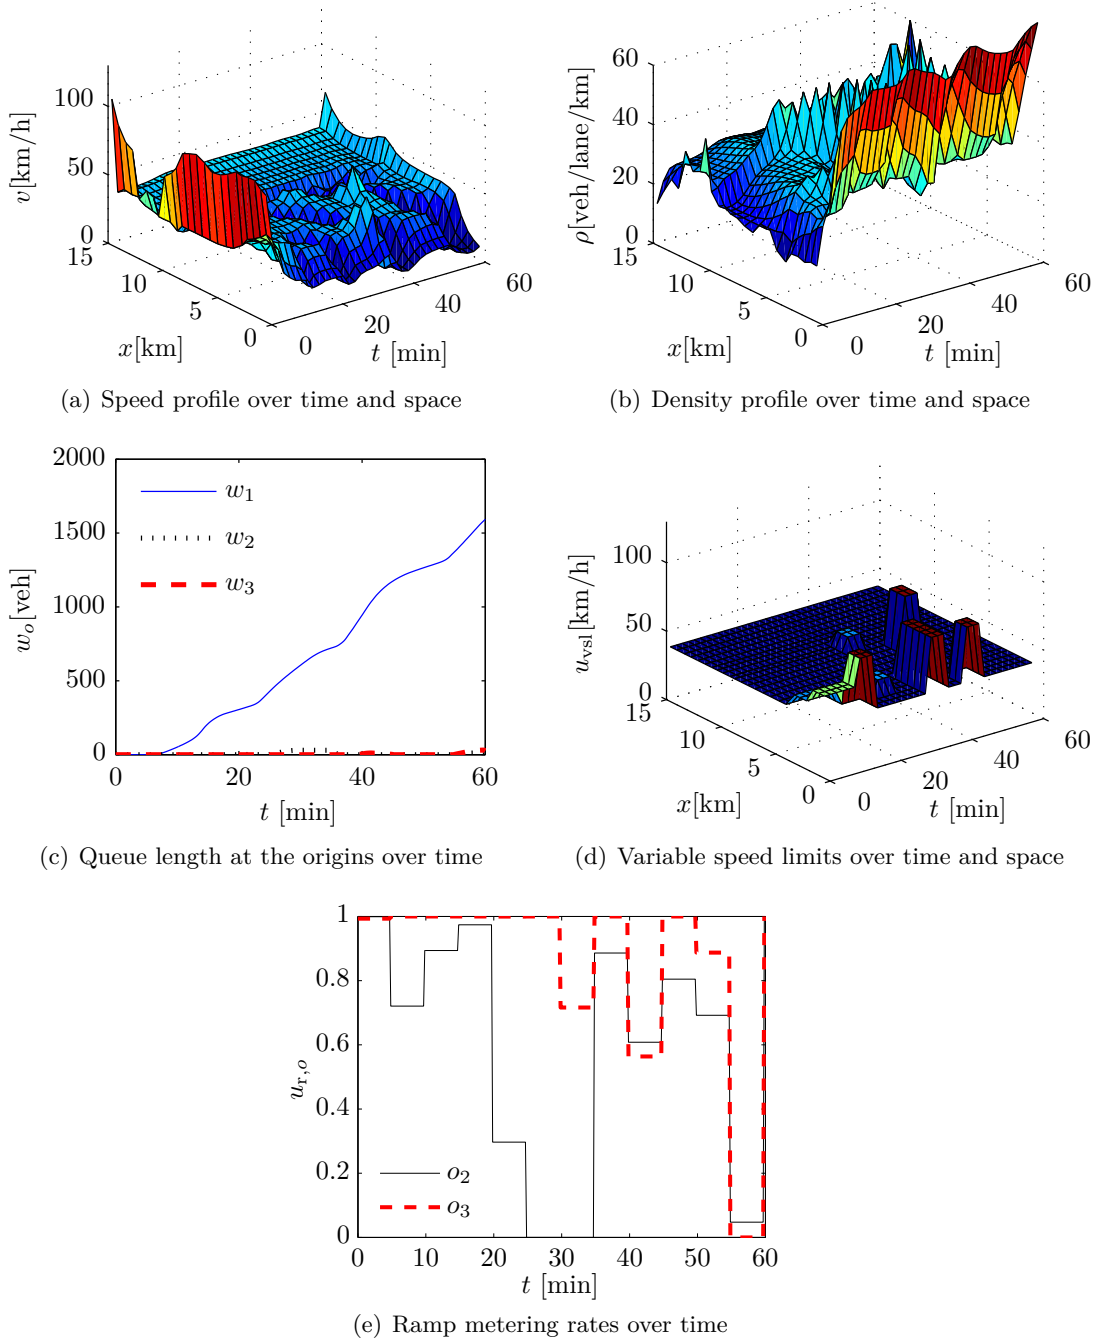 100
50
0
v[km/h]
15
10
5
0
x[km]
0
20
40
60
t [min]
(a) Speed profile over time and space
60
40
20
0
ρ[veh/lane/km]
15
10
5
0
x[km]
0
20
40
60
t [min]
(b) Density profile over time and space
2000
1500
1000
500
0
w_o[veh]
w_1
w_2
w_3
0 20 40 60
t [min]
(c) Queue length at the origins over time
100
50
0
u_vsl[km/h]
15
10
5
0
x[km]
0
20
40
60
t [min]
(d) Variable speed limits over time and space
1
0.8
0.6
0.4
0.2
0
u_r,o
o_2
o_3
0 10 20 30 40 50 60
t [min]
(e) Ramp metering rates over time